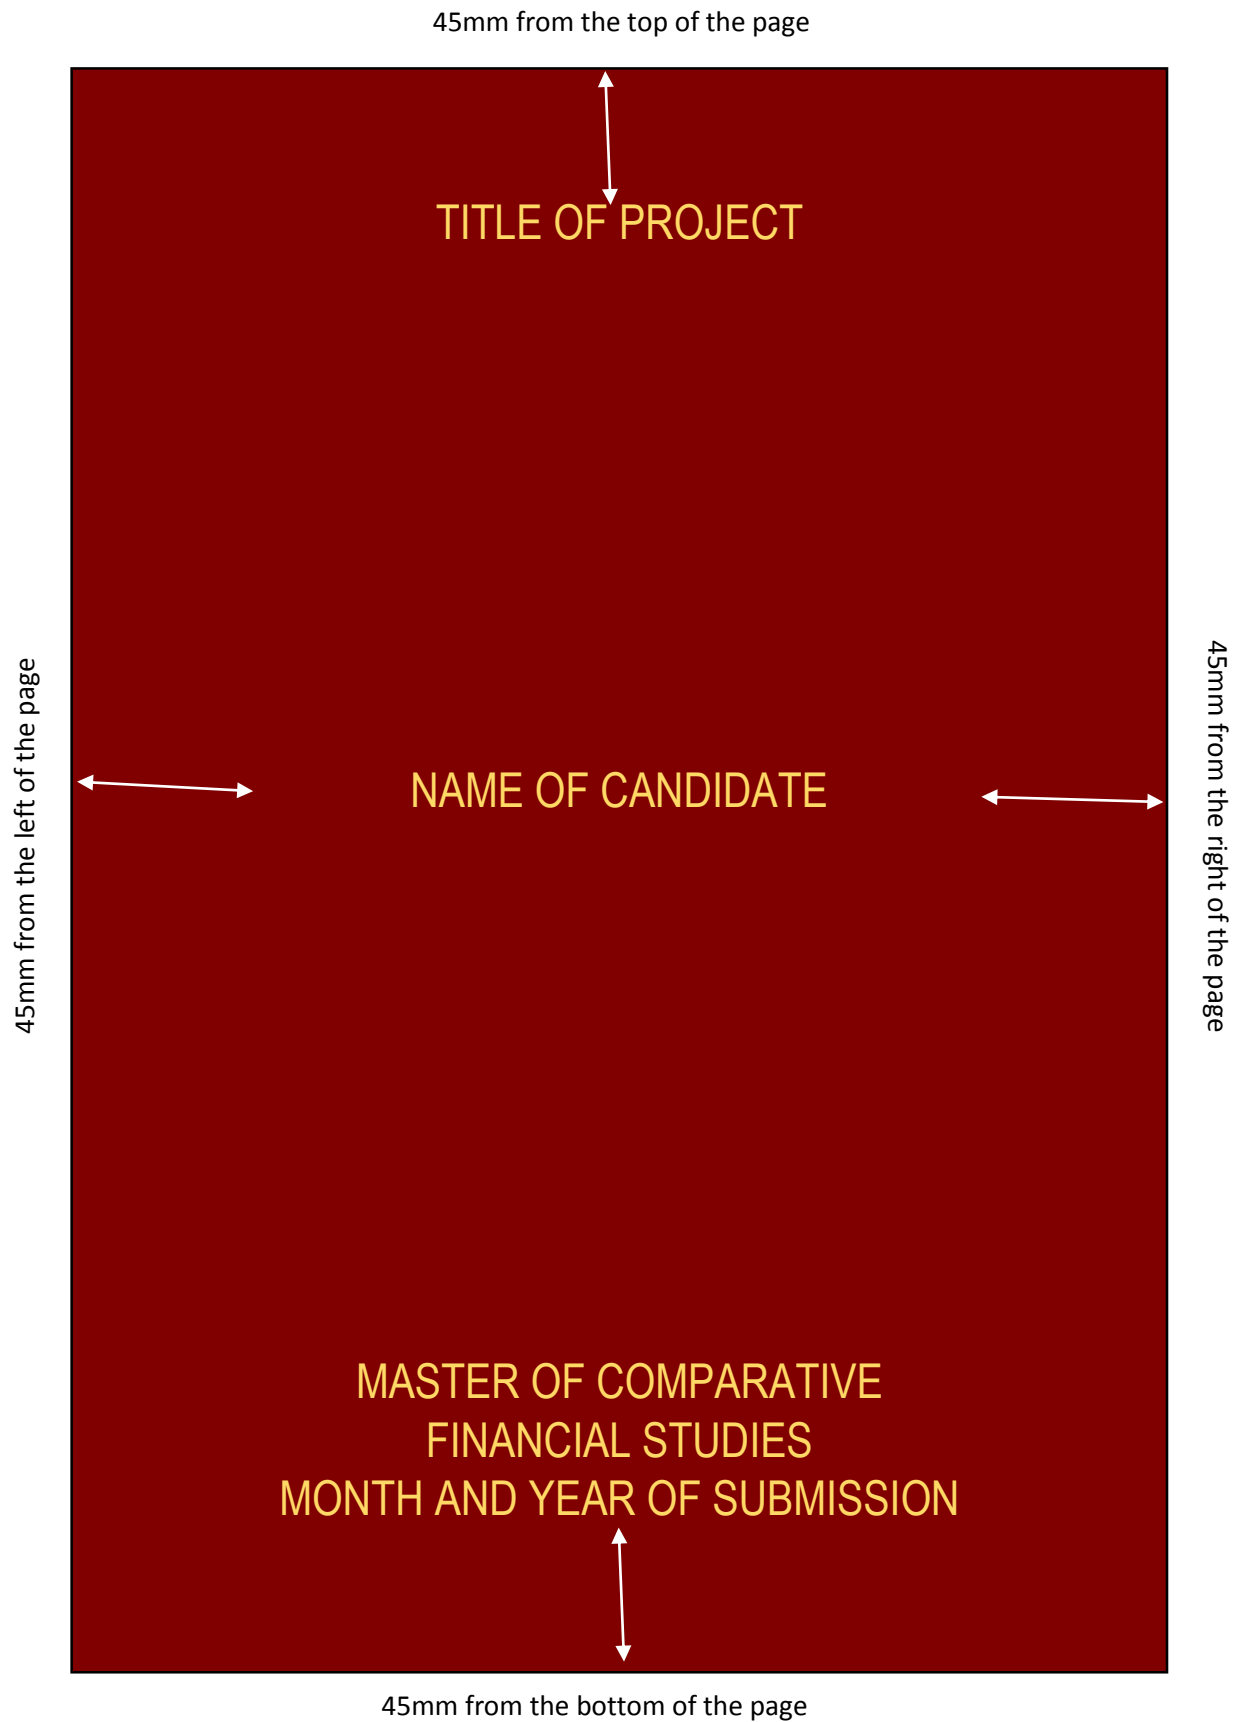 45mm from the top of the page
TITLE OF PROJECT
45mm from the left of the page
NAME OF CANDIDATE
45mm from the right of the page
MASTER OF COMPARATIVE
FINANCIAL STUDIES
MONTH AND YEAR OF SUBMISSION
45mm from the bottom of the page